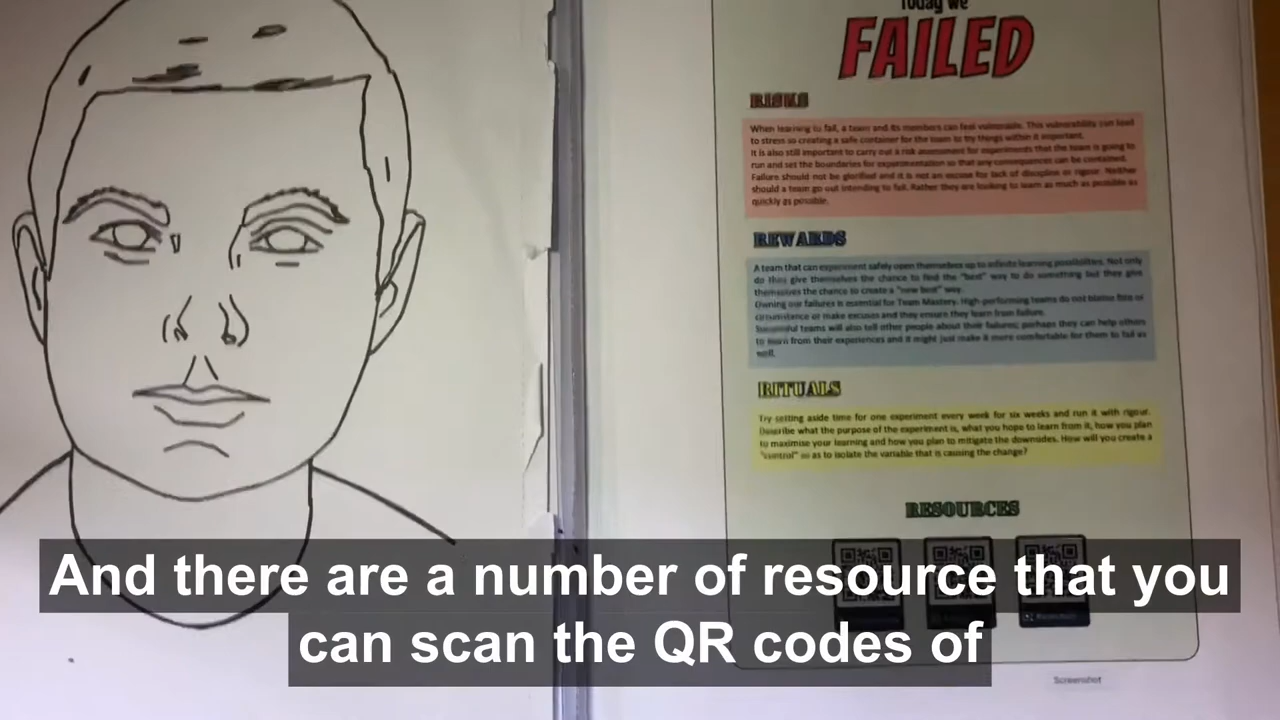 Today we
FAILED
RISKS
When learning to fail, a team and its members can feel vulnerable. This vulnerability can lead
to stress so creating a safe container for the team to try things within is important.
It is also still important to carry out a risk assessment for experiments that the team is going to
run and set the boundaries for experimentation so that any consequences can be contained.
Failure should not be glorified and it is not an excuse for lack of discipline or rigour. Neither
should a team go out intending to fail. Rather they are looking to learn as much as possible as
quickly as possible.
REWARDS
A team that can experiment safely open themselves up to infinite learning possibilities. Not only
do they give themselves the chance to find the "best" way to do something but they give
themselves the chance to create a "new best" way.
Owning our failures is essential for Team Mastery. High-performing teams do not blame fate or
circumstance or make excuses and they ensure they learn from failure.
Successful teams will also tell other people about their failures; perhaps they can help others
to learn from their experiences and it might just make it more comfortable for them to fail as
well.
RITUALS
Try setting aside time for one experiment every week for six weeks and run it with rigour.
Describe what the purpose of the experiment is, what you hope to learn from it, how you plan
to maximise your learning and how you plan to mitigate the downsides. How will you create a
"control" so as to isolate the variable that is causing the change?
RESOURCES
And there are a number of resource that you
can scan the QR codes of
Screenshot